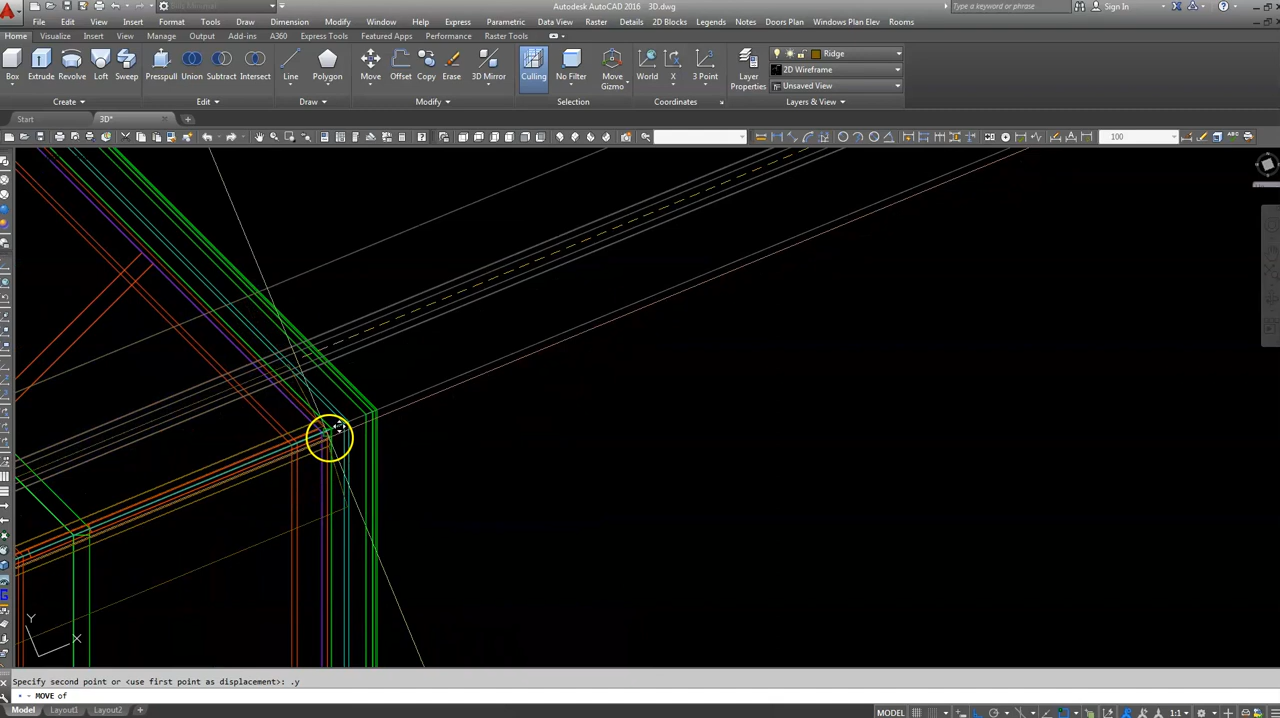 Autodesk AutoCAD 2016 3D.dwg
Type a keyword or phrase
Sign In
File Edit View Insert Format Tools Draw Dimension Modify Window Help Express Parametric Data View Raster Details 2D Blocks Legends Notes Doors Plan Windows Plan Elev Rooms
Home Visualize Insert View Manage Output Add-ins A360 Express Tools Featured Apps Performance Raster Tools
Ridge
2D Wireframe
Unsaved View
Box Extrude Revolve Loft Sweep Presspull Union Subtract Intersect Line Polygon Move Offset Copy Erase 3D Mirror Culling No Filter Move Gizmo World X 3 Point Layer Properties
Create Edit Draw Modify Selection Coordinates Layers & View
Start 3D*
100
Y
X
Specify second point or <use first point as displacement>: .y
MOVE of
Model Layout1 Layout2
MODEL 1:1